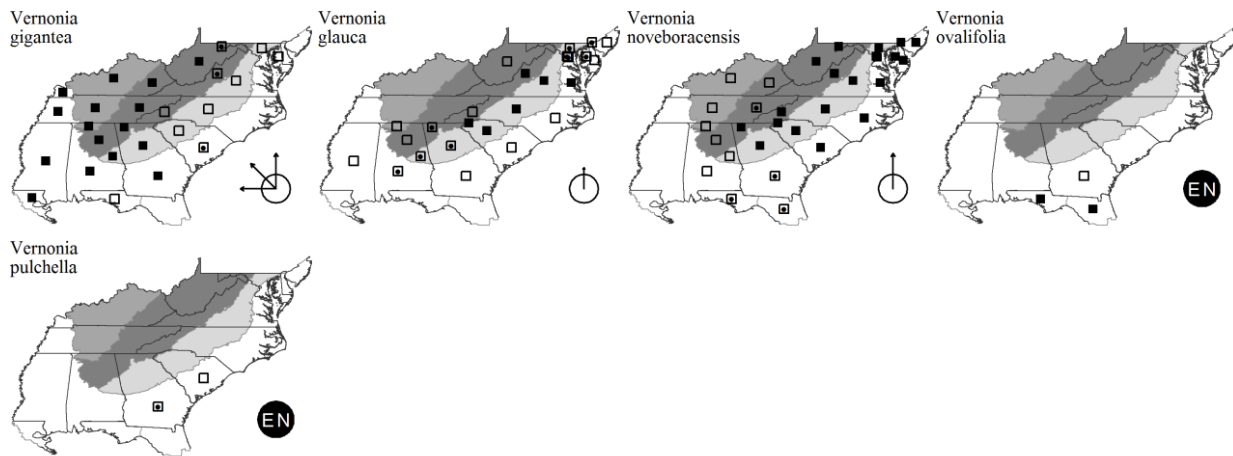 Vernonia
gigantea
Vernonia
glauca
Vernonia
noveboracensis
Vernonia
ovalifolia
EN
Vernonia
pulchella
EN